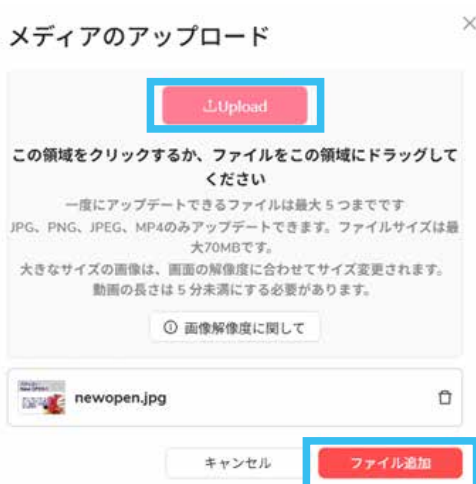 メディアのアップロード
Upload
この領域をクリックするか、ファイルをこの領域にドラッグして
ください
一度にアップデートできるファイルは最大 5 つまでです
JPG、PNG、JPEG、MP4のみアップデートできます。ファイルサイズは最
大70MBです。
大きなサイズの画像は、画面の解像度に合わせてサイズ変更されます。
動画の長さは 5 分未満にする必要があります。
画像解像度に関して
newopen.jpg
キャンセル
ファイル追加